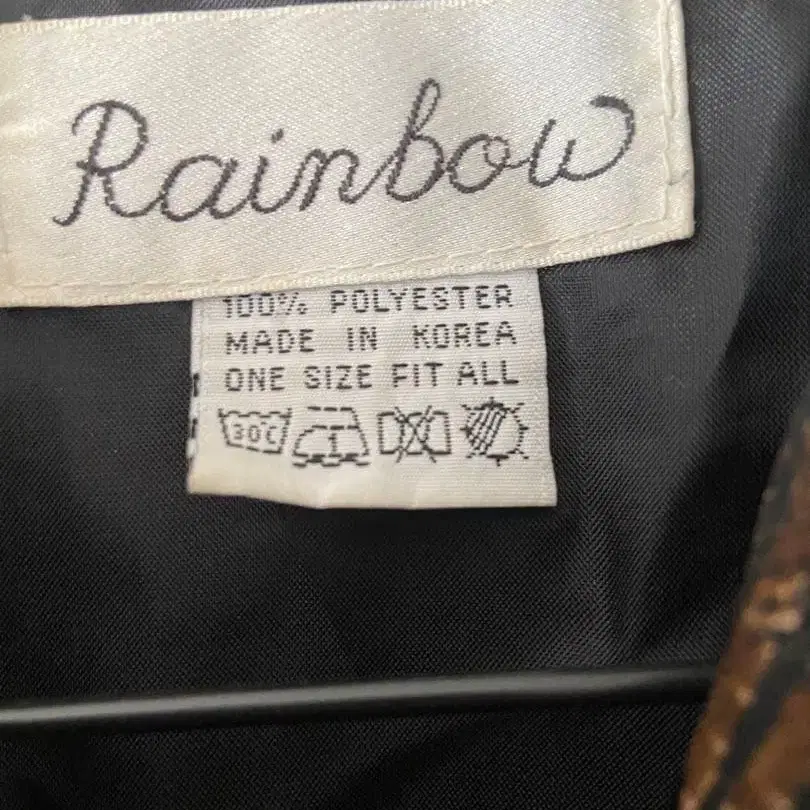 Rainbow
100% POLYESTER
MADE IN KOREA
ONE SIZE FIT ALL
30C 1